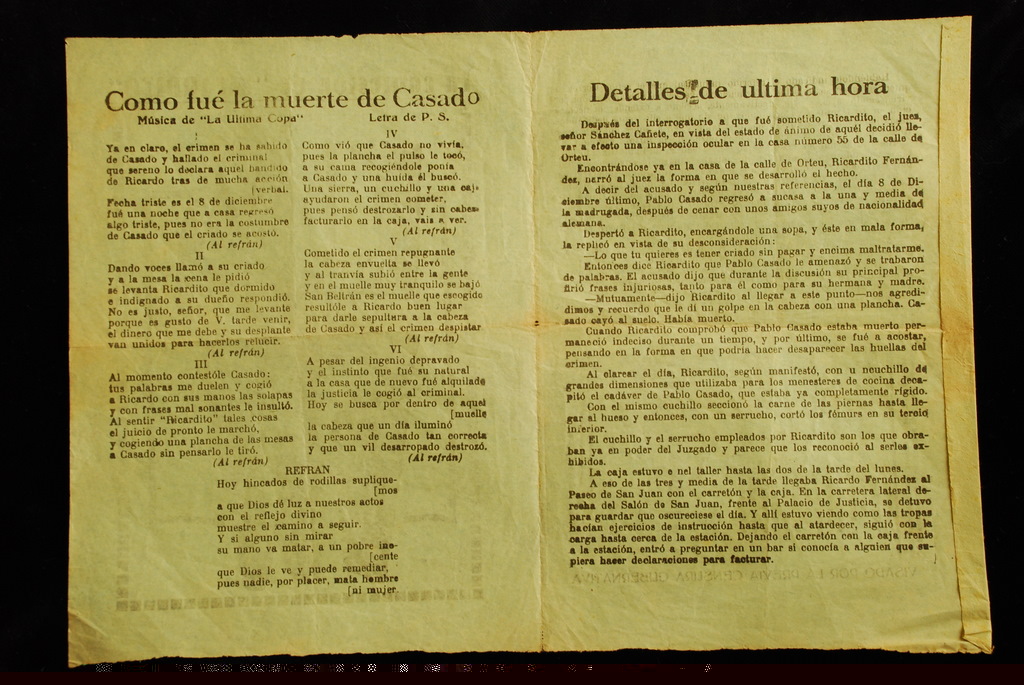 Como fué la muerte de Casado
Música de "La Ultima Copa" Letra de P. S.
I
Ya en claro, el crimen se ha sabido
de Casado y hallado el criminal
que sereno lo declara aquel bandido
de Ricardo tras de mucha acción
[verbal.
Fecha triste es el 8 de diciembre
fué una noche que a casa regresó
algo triste, pues no era la costumbre
de Casado que el criado se acostó.
(Al refrán)
II
Dando voces llamó a su criado
y a la mesa la cena le pidió
se levanta Ricardito que dormido
e indignado a su dueño respondió.
No es justo, señor, que me levante
porque es gusto de V. tarde venir,
el dinero que me debe y su desplante
van unidos para hacerlos relucir.
(Al refrán)
III
Al momento contestóle Casado:
tus palabras me duelen y cogió
a Ricardo con sus manos las solapas
y con frases mal sonantes le insultó.
Al sentir "Ricardito" tales cosas
el juicio de pronto le marchó,
y cogiendo una plancha de las mesas
a Casado sin pensarlo le tiró.
(Al refrán)
IV
Como vió que Casado no vivía,
pues la plancha el pulso le tocó,
a su cama recogiéndole ponía
a Casado y una huída él buscó.
Una sierra, un cuchillo y una caja
ayudaron el crimen cometer,
pues pensó destrozarlo y sin cabeza
facturarlo en la caja, vais a ver.
(Al refrán)
V
Cometido el crimen repugnante
la cabeza envuelta se llevó
y al tranvia subió entre la gente
y en el muelle muy tranquilo se bajó
San Beltrán es el muelle que escogido
resultóle a Ricardo buen lugar
para darle sepultera a la cabeza
de Casado y así el crimen despistar
(Al refrán)
VI
A pesar del ingenio depravado
y el instinto que fué su natural
a la casa que de nuevo fué alquilada
la justicia le cogió al criminal.
Hoy se busca por dentro de aquel
[muelle
la cabeza que un día iluminó
la persona de Casado tan correcta
y que un vil desarropado destrozó.
(Al refrán)
REFRAN
Hoy hincados de rodillas suplique-
[mos
a que Dios dé luz a nuestros actos
con el reflejo divino
muestre el camino a seguir.
Y si alguno sin mirar
su mano va matar, a un pobre ino-
[cente
que Dios le ve y puede remediar,
pues nadie, por placer, mata hombre
[ni mujer.
Detalles de ultima hora
Después del interrogatorio a que fué sometido Ricardito, el juez,
señor Sánchez Cañete, en vista del estado de ánimo de aquél decidió lle-
var a efecto una inspección ocular en la casa número 55 de la calle de
Orteu.
Encontrándose ya en la casa de la calle de Orteu, Ricardito Fernán-
dez, narró al juez la forma en que se desarrolló el hecho.
A decir del acusado y según nuestras referencias, el día 8 de Di-
ciembre último, Pablo Casado regresó a sucasa a la una y media de
la madrugada, después de cenar con unos amigos suyos de nacionalidad
alemana.
Despertó a Ricardito, encargándole una sopa, y éste en mala forma,
la replicó en vista de su desconsideración:
—Lo que tu quieres es tener criado sin pagar y encima maltratarme.
Entonces dice Ricardito que Pablo Casado le amenazó y se trabaron
de palabras. El acusado dijo que durante la discusión su principal pro-
firió frases injuriosas, tanto para él como para su hermana y madre.
—Mutuamente—dijo Ricardito al llegar a este punto—nos agredi-
dimos y recuerdo que le dí un golpe en la cabeza con una plancha. Ca-
sado cayó al suelo. Había muerto.
Cuando Ricardito comprobó que Pablo Casado estaba muerto per-
maneció indeciso durante un tiempo, y por último, se fué a acostar,
pensando en la forma en que podría hacer desaparecer las huellas del
crimen.
Al clarear el día, Ricardito, según manifestó, con u ncuchillo de
grandes dimensiones que utilizaba para los menesteres de cocina deca-
pitó el cadáver de Pablo Casado, que estaba ya completamente rígido.
Con el mismo cuchillo seccionó la carne de las piernas hasta lle-
gar al hueso y entonces, con un serrucho, cortó los fémurs en su tercio
inferior.
El cuchillo y el serrucho empleados por Ricardito son los que obra-
ban ya en poder del Juzgado y parece que los reconoció al serles ex-
hibidos.
La caja estuvo e nel taller hasta las dos de la tarde del lunes.
A eso de las tres y media de la tarde llegaba Ricardo Fernández al
Paseo de San Juan con el carretón y la caja. En la carretera lateral de-
recha del Salón de San Juan, frente al Palacio de Justicia, se detuvo
para guardar que oscureciese el día. Y allí estuvo viendo como las tropas
hacían ejercicios de instrucción hasta que al atardecer, siguió con la
carga hasta cerca de la estación. Dejando el carretón con la caja frente
a la estación, entró a preguntar en un bar si conocía a alguien que su-
piera hacer declaraciones para facturar.